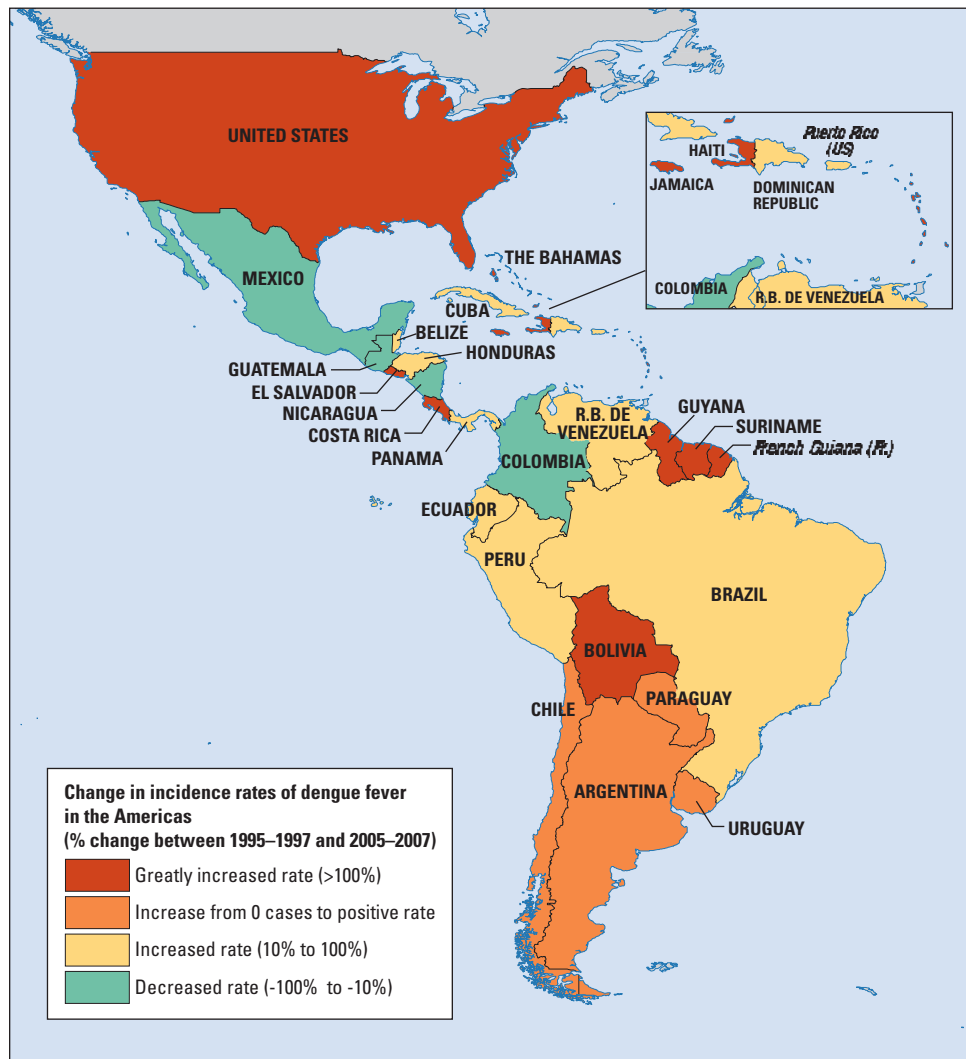 UNITED STATES
MEXICO
THE BAHAMAS
CUBA
BELIZE
HONDURAS
GUATEMALA
EL SALVADOR
NICARAGUA
COSTA RICA
PANAMA
R.B. DE
VENEZUELA
GUYANA
SURINAME
French Guiana (Fr.)
COLOMBIA
ECUADOR
PERU
BRAZIL
BOLIVIA
PARAGUAY
CHILE
ARGENTINA
URUGUAY
Puerto Rico
(US)
HAITI
JAMAICA
DOMINICAN
REPUBLIC
COLOMBIA
R.B. DE VENEZUELA
Change in incidence rates of dengue fever
in the Americas
(% change between 1995–1997 and 2005–2007)
Greatly increased rate (>100%)
Increase from 0 cases to positive rate
Increased rate (10% to 100%)
Decreased rate (-100% to -10%)